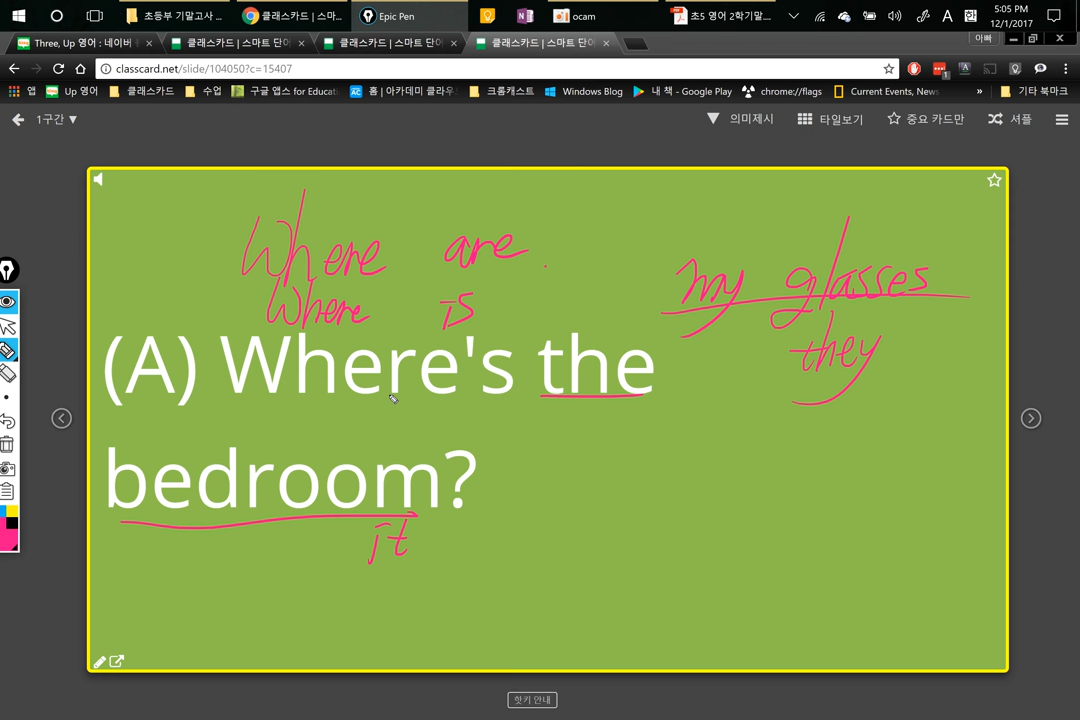 초등부 기말고사
클래스카드 | 스마...
Epic Pen
ocam
초5 영어 2학기기말...
A
한
5:05 PM
12/1/2017
Three, Up 영어 : 네이버
클래스카드 | 스마트 단어
클래스카드 | 스마트 단어
클래스카드 | 스마트 단어
아빠
classcard.net/slide/104050?c=15407
앱
Up 영어
클래스카드
수업
구글 앱스 for Educati
홈 | 아카데미 클라우
크롬캐스트
Windows Blog
내 책 - Google Play
chrome://flags
Current Events, News
»
기타 북마크
1구간 ▼
의미제시
타일보기
중요 카드만
셔플
Where are.
my glasses
Where is
they
(A) Where's the
bedroom?
it
핫키 안내